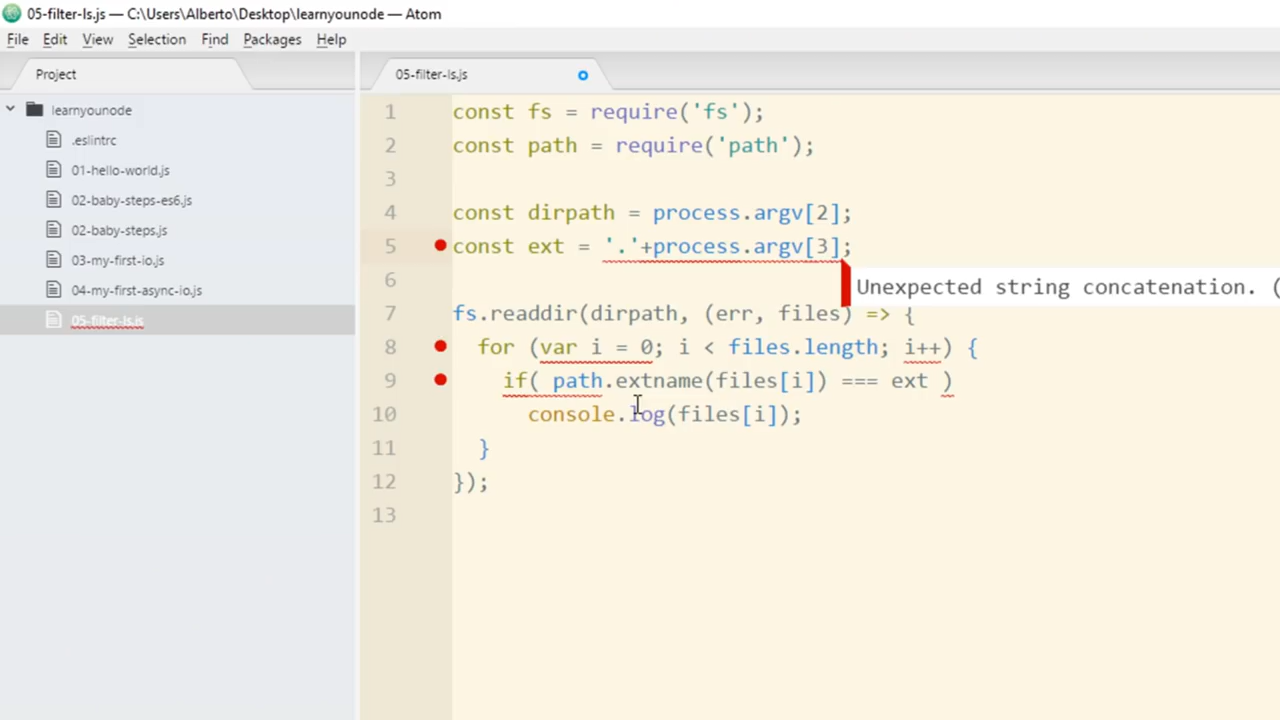 05-filter-ls.js — C:\Users\Alberto\Desktop\learnyounode — Atom
File Edit View Selection Find Packages Help
Project
05-filter-ls.js
learnyounode
.eslintrc
01-hello-world.js
02-baby-steps-es6.js
02-baby-steps.js
03-my-first-io.js
04-my-first-async-io.js
05-filter-ls.js
1 const fs = require('fs');
2 const path = require('path');
3
4 const dirpath = process.argv[2];
5 const ext = '.'+process.argv[3];
Unexpected string concatenation. (
6
7 fs.readdir(dirpath, (err, files) => {
8 for (var i = 0; i < files.length; i++) {
9 if( path.extname(files[i]) === ext )
10 console.log(files[i]);
11 }
12 });
13